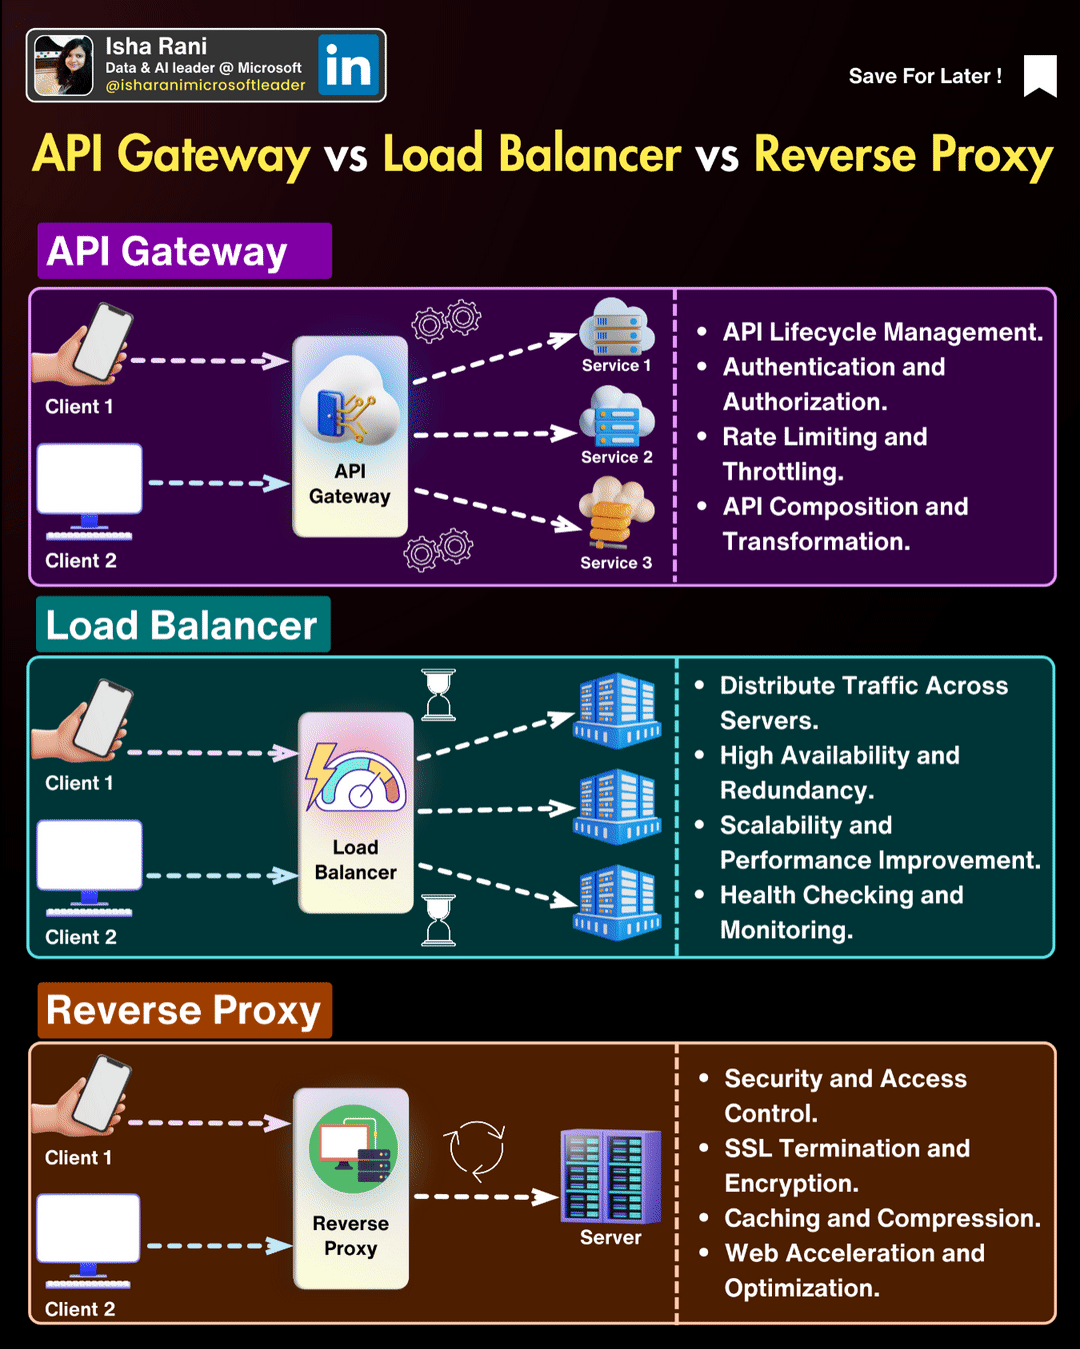 Isha Rani
Data & AI leader @ Microsoft
@isharanimicrosoftleader
in
Save For Later !
API Gateway vs Load Balancer vs Reverse Proxy
API Gateway
Client 1
Client 2
API
Gateway
Service 1
Service 2
Service 3
• API Lifecycle Management.
• Authentication and
Authorization.
• Rate Limiting and
Throttling.
• API Composition and
Transformation.
Load Balancer
Client 1
Client 2
Load
Balancer
• Distribute Traffic Across
Servers.
• High Availability and
Redundancy.
• Scalability and
Performance Improvement.
• Health Checking and
Monitoring.
Reverse Proxy
Client 1
Client 2
Reverse
Proxy
Server
• Security and Access
Control.
• SSL Termination and
Encryption.
• Caching and Compression.
• Web Acceleration and
Optimization.